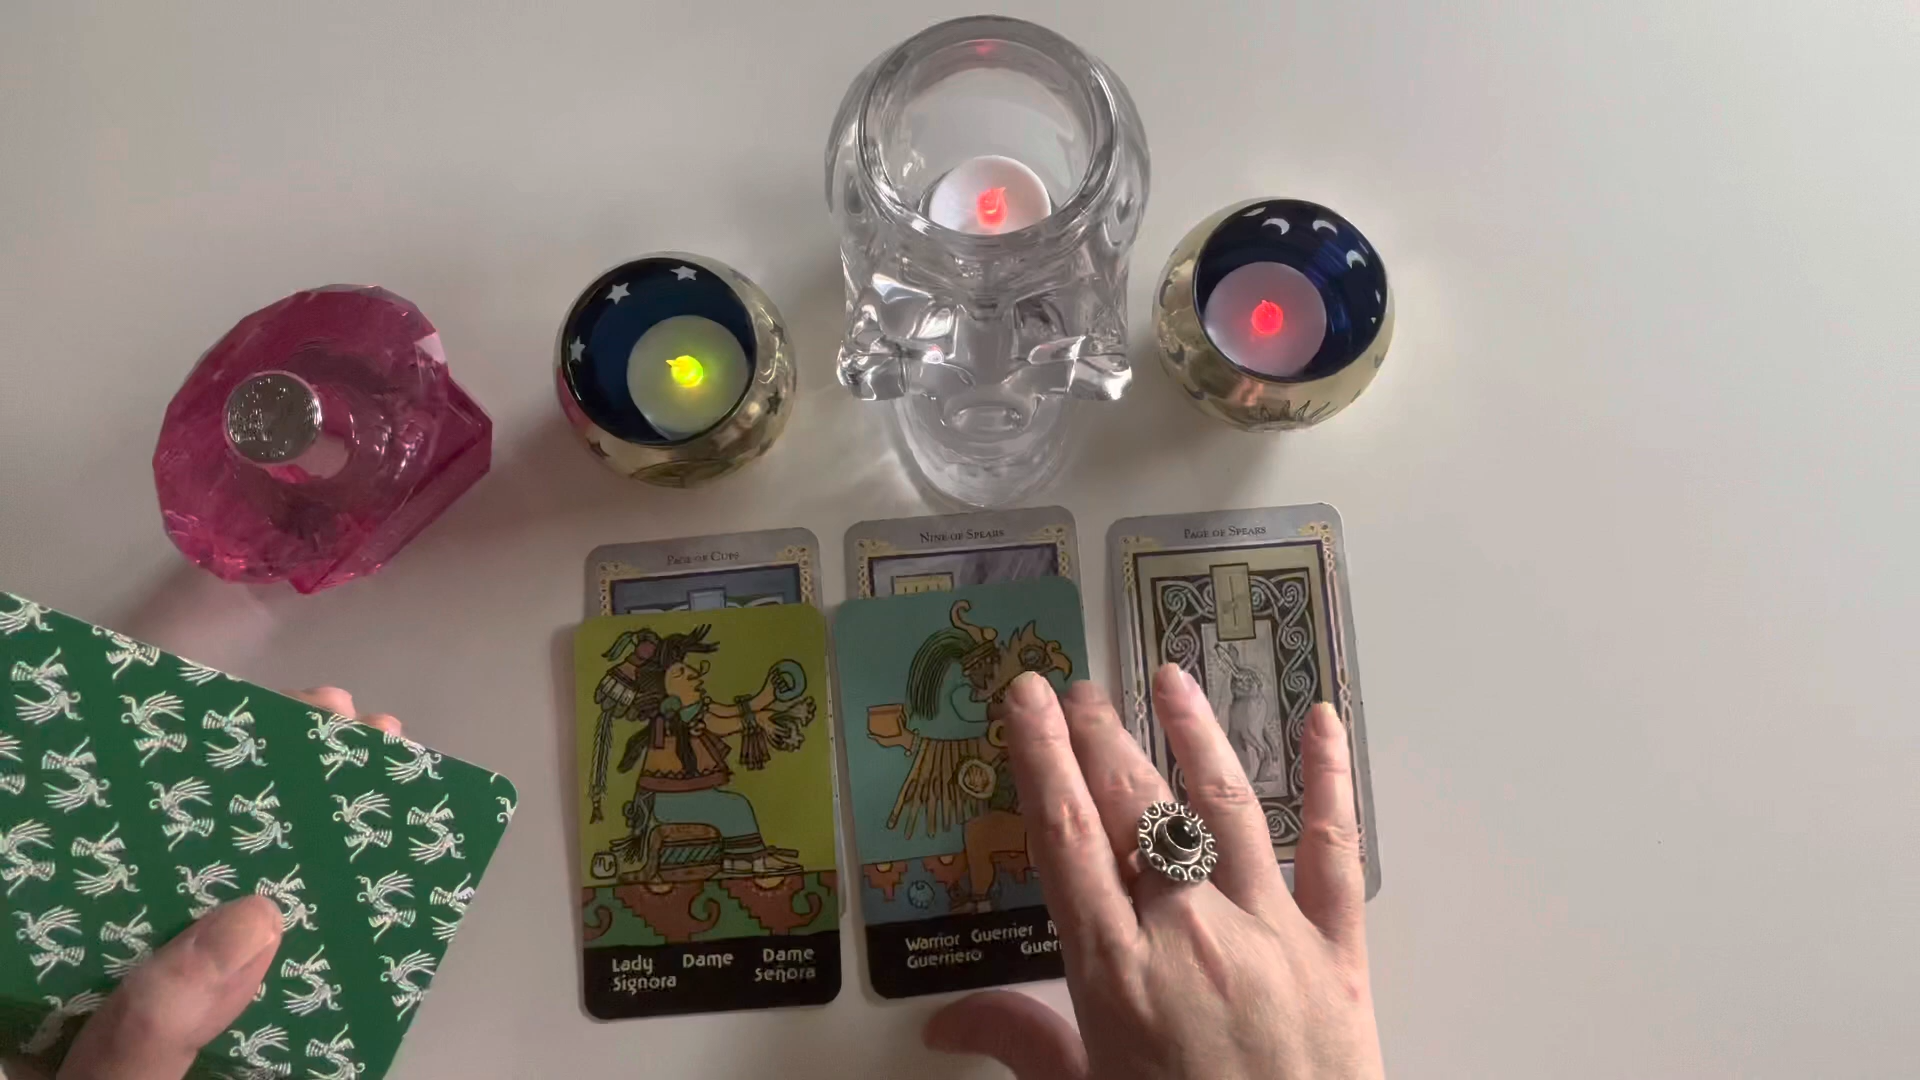 Page of Cups
Nine of Spears
Page of Spears
Lady Dame Dame
Signora Señora
Warrior Guerrier
Guerriero